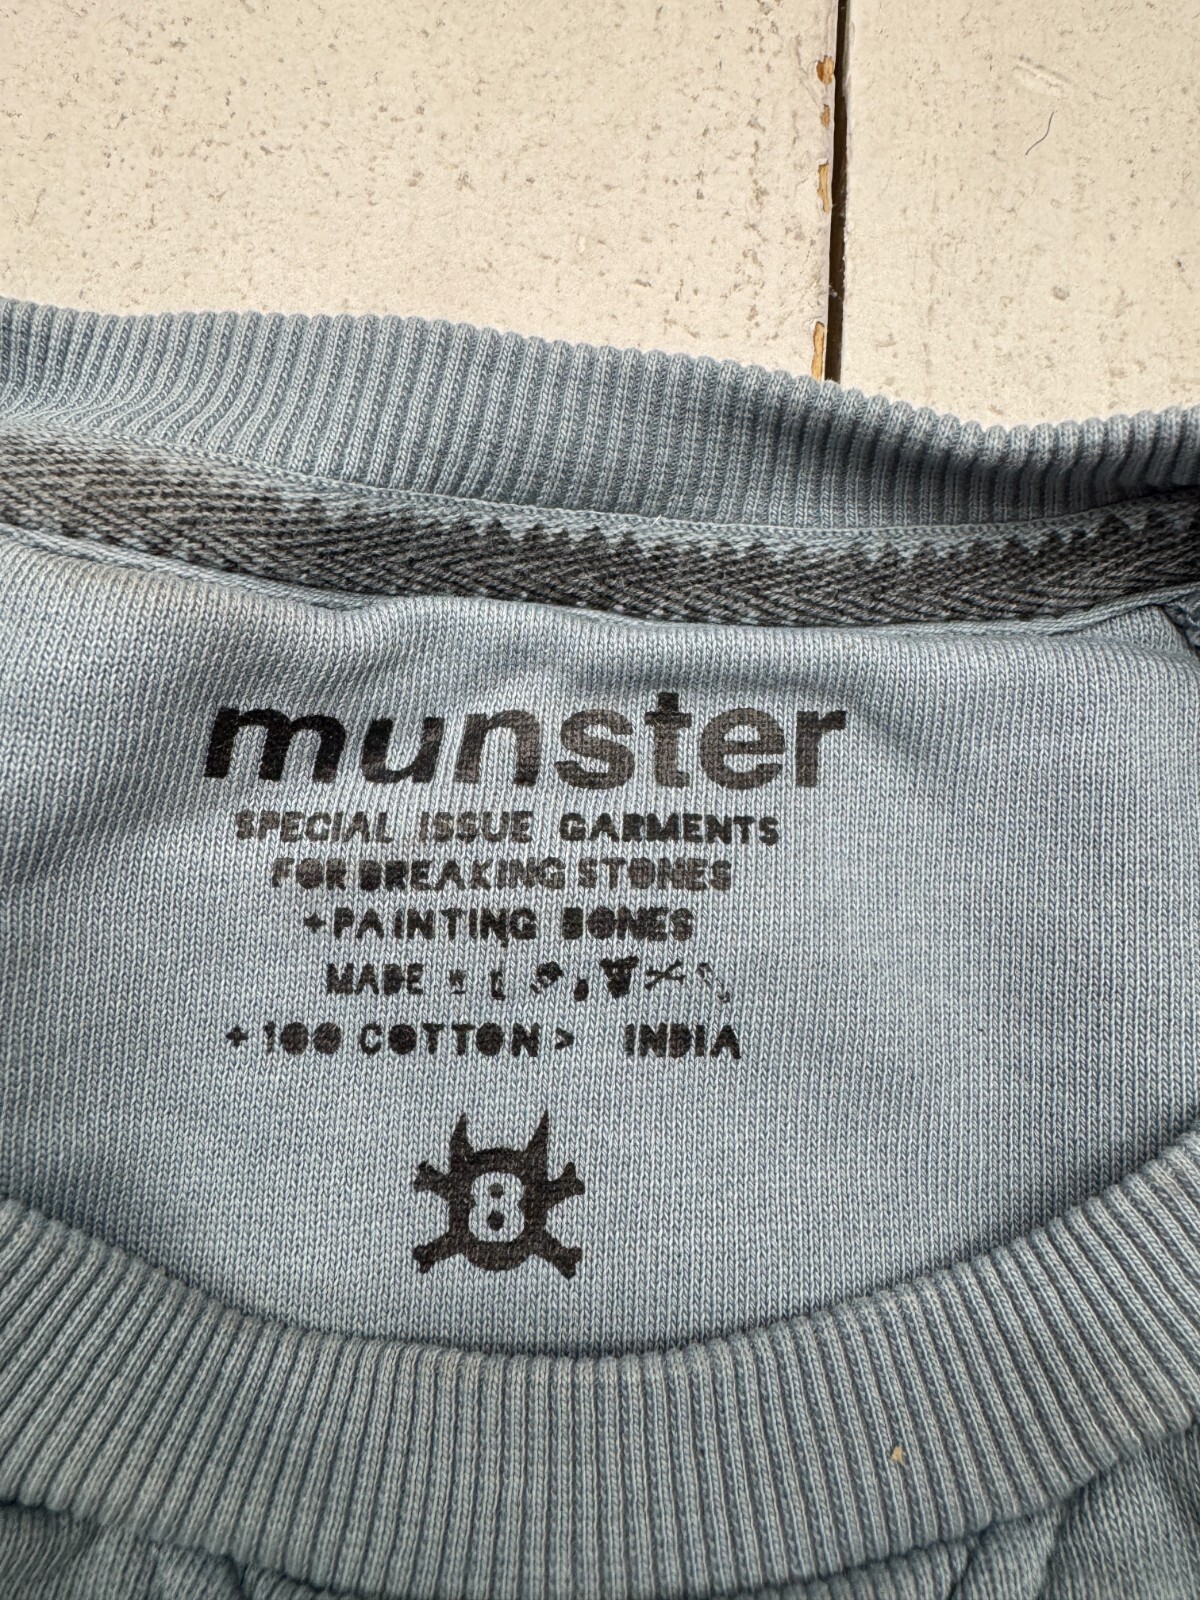 munster
SPECIAL ISSUE GARMENTS
FOR BREAKING STONES
+PAINTING BONES
MADE
+100 COTTON> INDIA
8